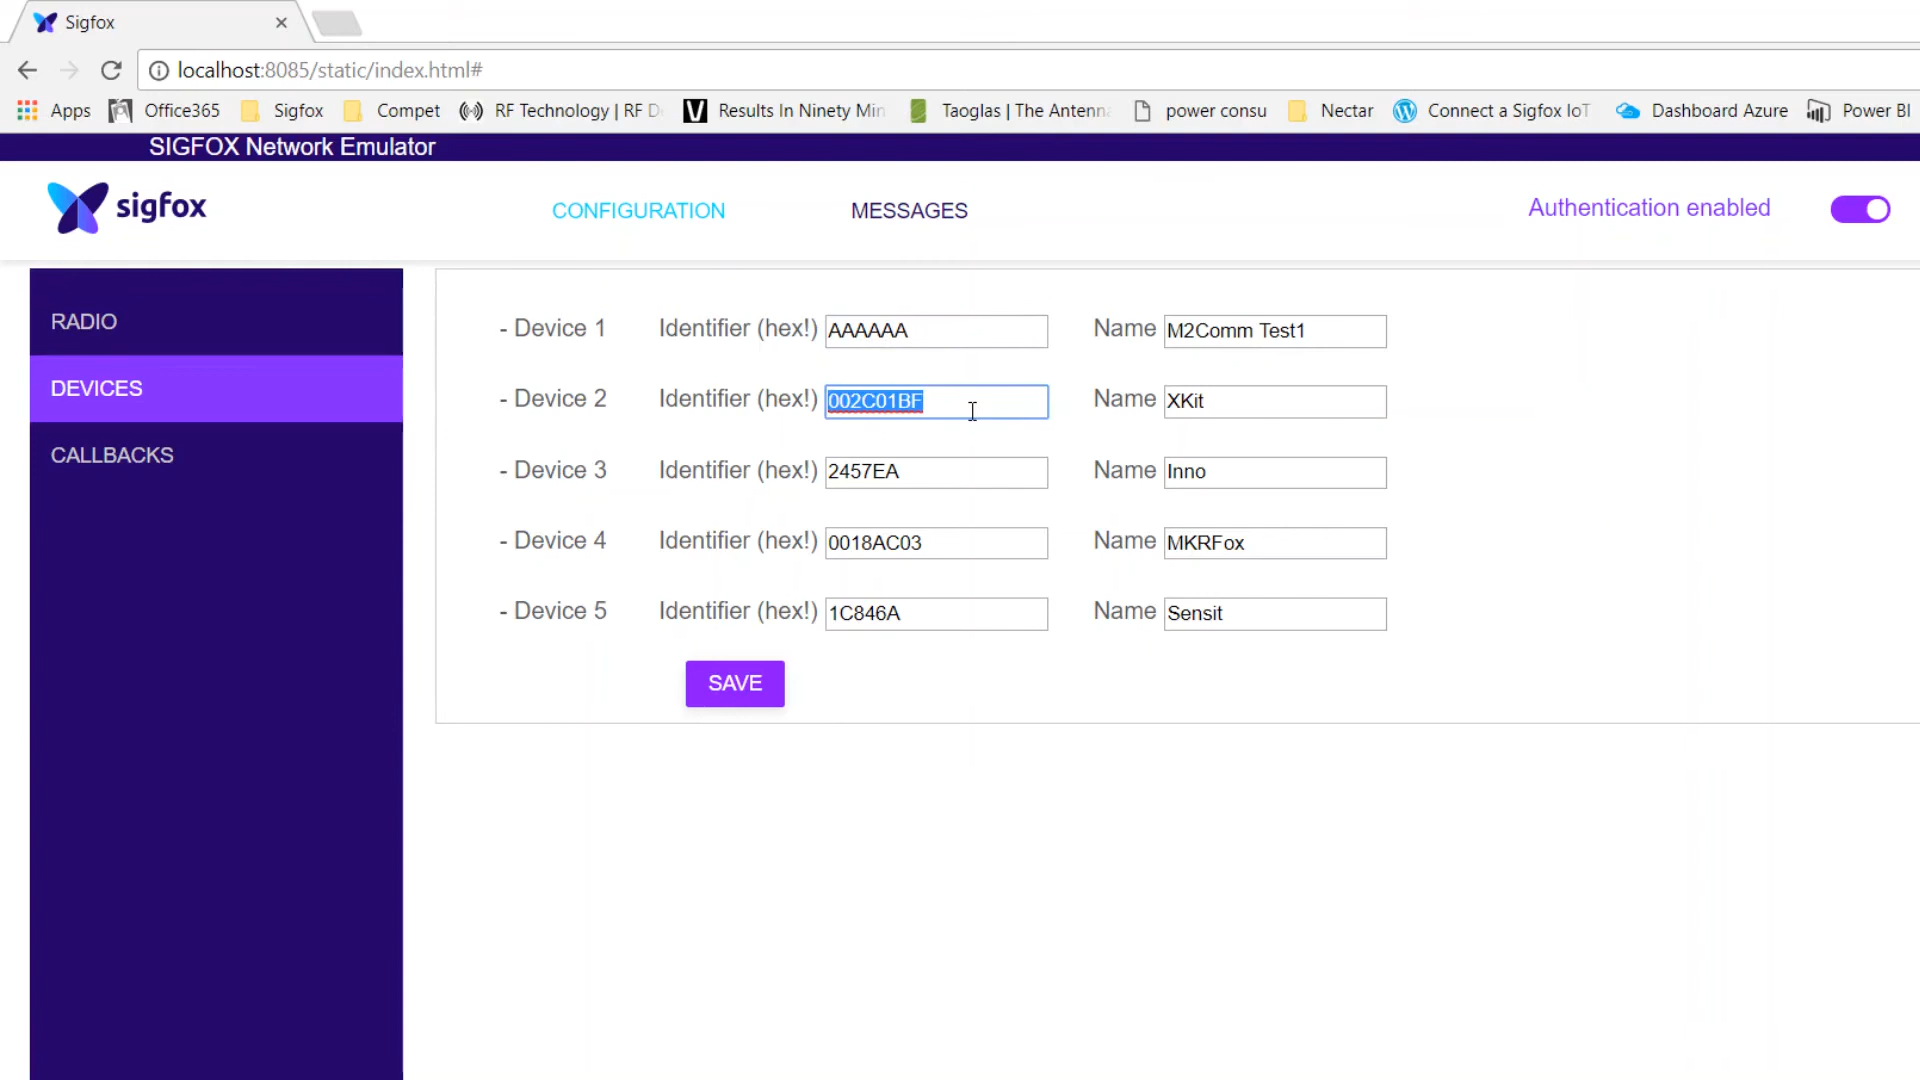 Sigfox
localhost:8085/static/index.html#
Apps Office365 Sigfox Compet RF Technology | RF D Results In Ninety Min Taoglas | The Antenna power consu Nectar Connect a Sigfox IoT Dashboard Azure Power BI
SIGFOX Network Emulator
sigfox CONFIGURATION MESSAGES Authentication enabled
RADIO
DEVICES
CALLBACKS
- Device 1 Identifier (hex!) AAAAAA Name M2Comm Test1
- Device 2 Identifier (hex!) 002C01BF Name XKit
- Device 3 Identifier (hex!) 2457EA Name Inno
- Device 4 Identifier (hex!) 0018AC03 Name MKRFox
- Device 5 Identifier (hex!) 1C846A Name Sensit
SAVE